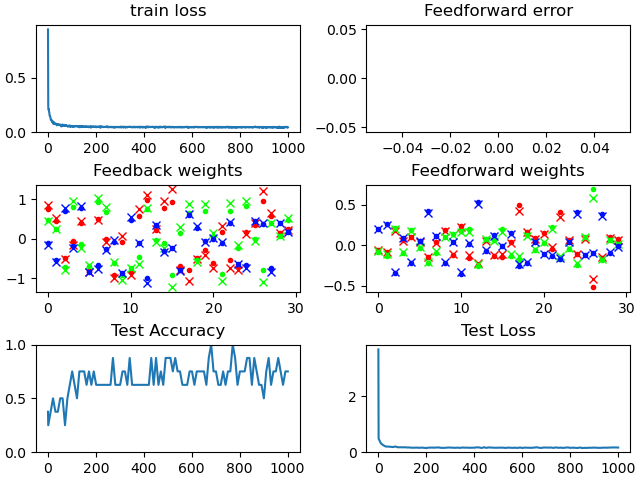 train loss
0.5
0.0
0 200 400 600 800 1000
Feedforward error
0.05
0.00
−0.05
−0.04 −0.02 0.00 0.02 0.04
Feedback weights
1
0
−1
0 10 20 30
Feedforward weights
0.5
0.0
−0.5
0 10 20 30
Test Accuracy
1.0
0.5
0.0
0 200 400 600 800 1000
Test Loss
2
0
0 200 400 600 800 1000